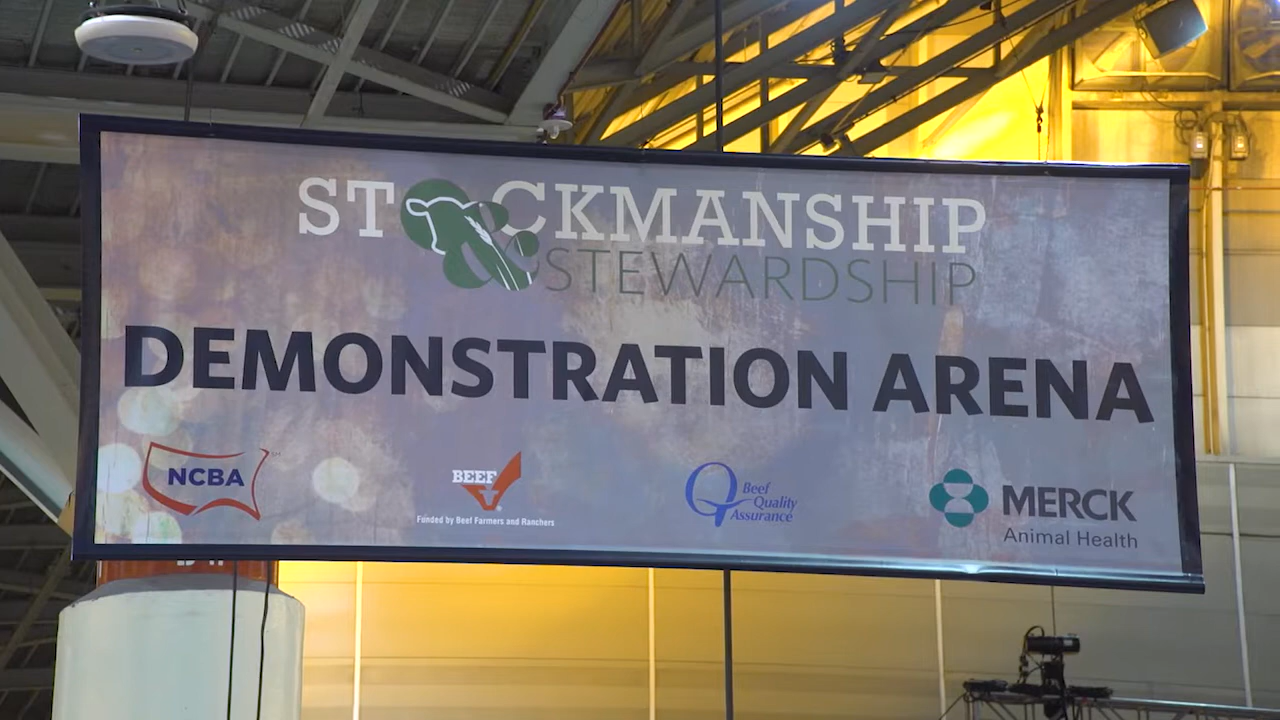 STOCKMANSHIP
& STEWARDSHIP
DEMONSTRATION ARENA
NCBA
BEEF
Funded by Beef Farmers and Ranchers
Q Beef
Quality
Assurance
MERCK
Animal Health